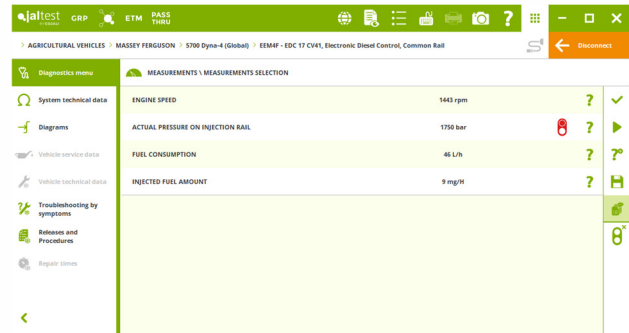 jaltest
GRP
ETM
PASS
THRU
AGRICULTURAL VEHICLES > MASSEY FERGUSON > 5700 Dyna-4 (Global) > EEM4F - EDC 17 CV41, Electronic Diesel Control, Common Rail
Disconnect
Diagnostics menu
MEASUREMENTS \ MEASUREMENTS SELECTION
System technical data
ENGINE SPEED 1443 rpm
Diagrams
ACTUAL PRESSURE ON INJECTION RAIL 1750 bar
Vehicle service data
FUEL CONSUMPTION 46 L/h
Vehicle technical data
INJECTED FUEL AMOUNT 9 mg/H
Troubleshooting by
symptoms
Releases and
Procedures
Repair times